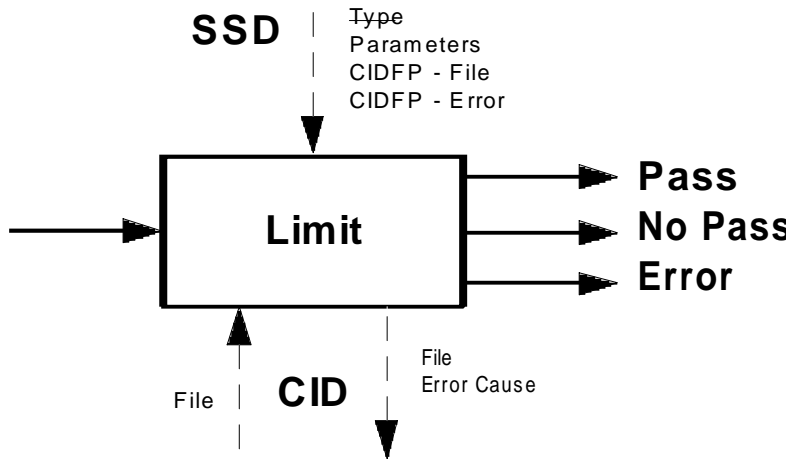 SSD
Type
Parameters
CIDFP - File
CIDFP - Error
Limit
Pass
No Pass
Error
File
CID
File
Error Cause